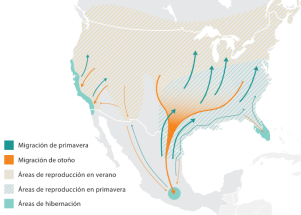 Migración de primavera
Migración de otoño
Áreas de reproducción en verano
Áreas de reproducción en primavera
Áreas de hibernación